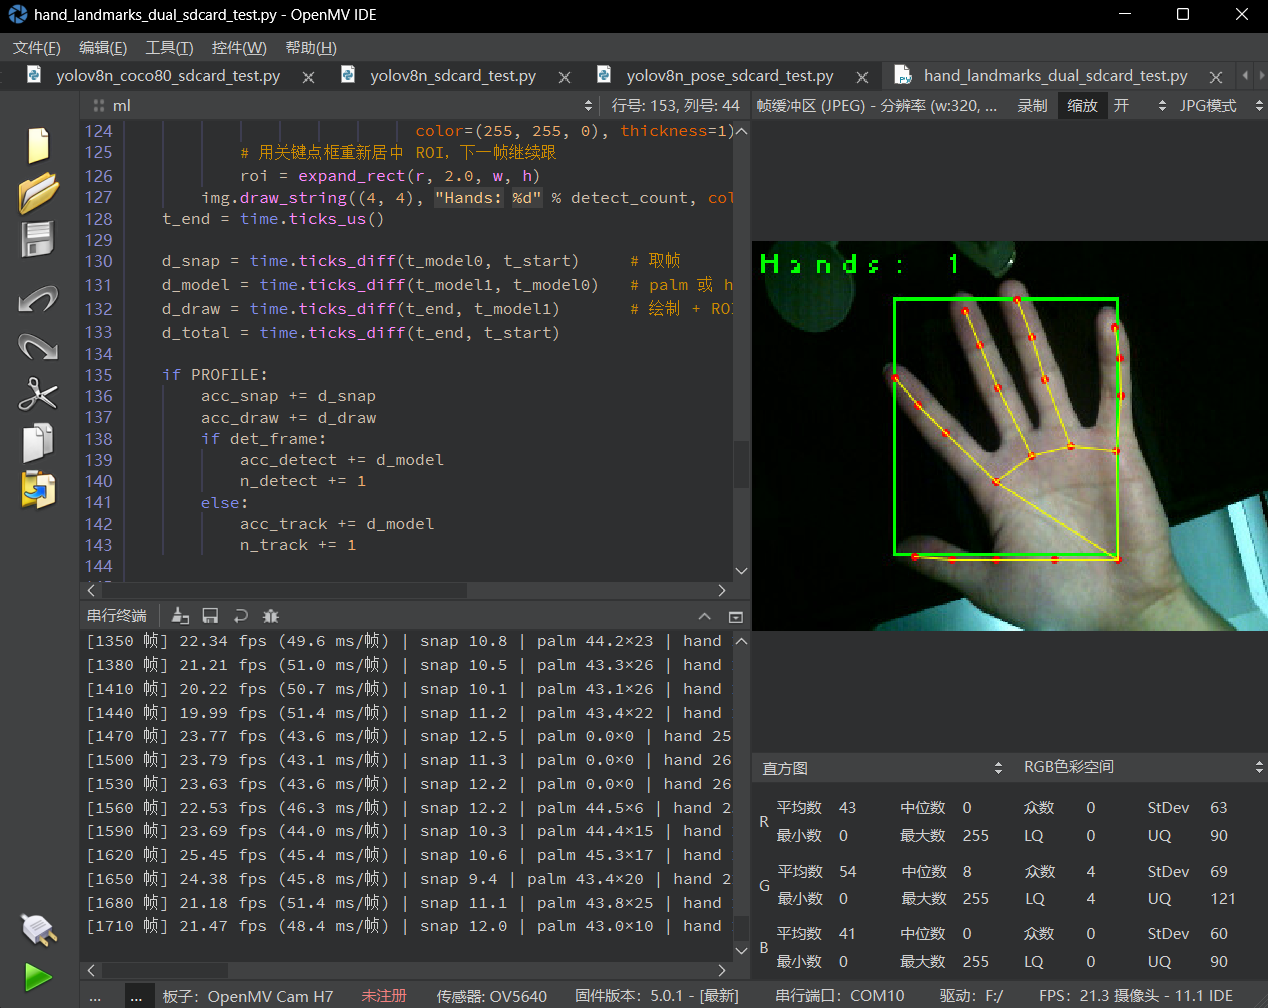 hand_landmarks_dual_sdcard_test.py - OpenMV IDE
文件(F) 编辑(E) 工具(T) 控件(W) 帮助(H)
yolov8n_coco80_sdcard_test.py yolov8n_sdcard_test.py yolov8n_pose_sdcard_test.py hand_landmarks_dual_sdcard_test.py
ml 行号: 153, 列号: 44 帧缓冲区 (JPEG) - 分辨率 (w:320, ... 录制 缩放 开 JPG模式
124 color=(255, 255, 0), thickness=1)
125 # 用关键点框重新居中 ROI，下一帧继续跟
126 roi = expand_rect(r, 2.0, w, h)
127 img.draw_string((4, 4), "Hands: %d" % detect_count, col
128 t_end = time.ticks_us()
129
130 d_snap = time.ticks_diff(t_model0, t_start) # 取帧
131 d_model = time.ticks_diff(t_model1, t_model0) # palm 或 h
132 d_draw = time.ticks_diff(t_end, t_model1) # 绘制 + ROI
133 d_total = time.ticks_diff(t_end, t_start)
134
135 if PROFILE:
136 acc_snap += d_snap
137 acc_draw += d_draw
138 if det_frame:
139 acc_detect += d_model
140 n_detect += 1
141 else:
142 acc_track += d_model
143 n_track += 1
144
Hands: 1
串行终端
[1350 帧] 22.34 fps (49.6 ms/帧) | snap 10.8 | palm 44.2×23 | hand
[1380 帧] 21.21 fps (51.0 ms/帧) | snap 10.5 | palm 43.3×26 | hand
[1410 帧] 20.22 fps (50.7 ms/帧) | snap 10.1 | palm 43.1×26 | hand
[1440 帧] 19.99 fps (51.4 ms/帧) | snap 11.2 | palm 43.4×22 | hand
[1470 帧] 23.77 fps (43.6 ms/帧) | snap 12.5 | palm 0.0×0 | hand 25
[1500 帧] 23.79 fps (43.1 ms/帧) | snap 11.3 | palm 0.0×0 | hand 26
[1530 帧] 23.63 fps (43.6 ms/帧) | snap 12.2 | palm 0.0×0 | hand 26
[1560 帧] 22.53 fps (46.3 ms/帧) | snap 12.2 | palm 44.5×6 | hand 2
[1590 帧] 23.69 fps (44.0 ms/帧) | snap 10.3 | palm 44.4×15 | hand
[1620 帧] 25.45 fps (45.4 ms/帧) | snap 10.6 | palm 45.3×17 | hand
[1650 帧] 24.38 fps (45.8 ms/帧) | snap 9.4 | palm 43.4×20 | hand 2
[1680 帧] 21.18 fps (51.4 ms/帧) | snap 11.1 | palm 43.8×25 | hand
[1710 帧] 21.47 fps (48.4 ms/帧) | snap 12.0 | palm 43.0×10 | hand
直方图 RGB色彩空间
R 平均数 43 中位数 0 众数 0 StDev 63
最小数 0 最大数 255 LQ 0 UQ 90
G 平均数 54 中位数 8 众数 4 StDev 69
最小数 0 最大数 255 LQ 4 UQ 121
B 平均数 41 中位数 0 众数 0 StDev 60
最小数 0 最大数 255 LQ 0 UQ 90
... ... 板子：OpenMV Cam H7 未注册 传感器: OV5640 固件版本：5.0.1 - [最新] 串行端口：COM10 驱动：F:/ FPS：21.3 摄像头 - 11.1 IDE